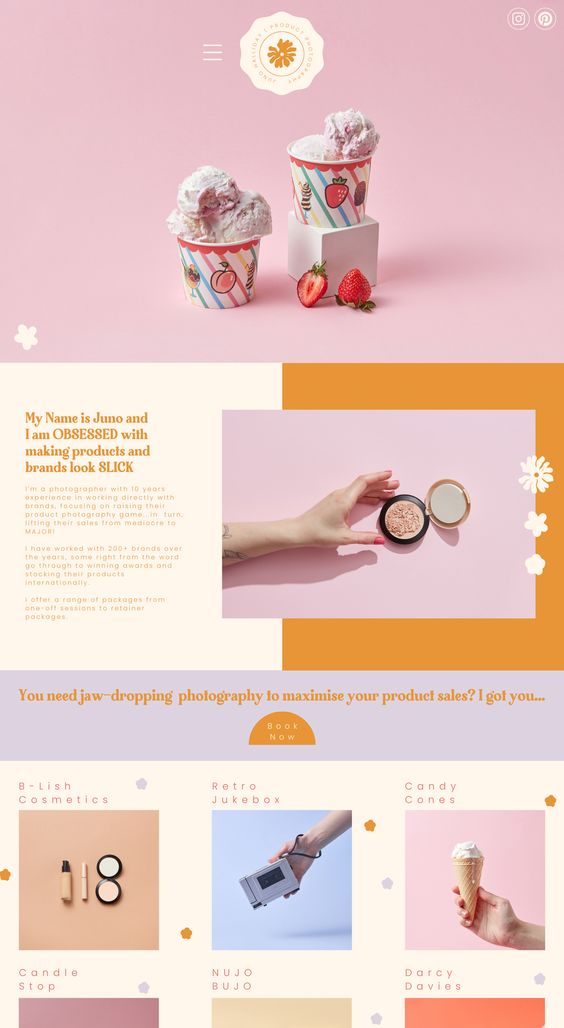 JUNO HALLIDAY | PRODUCT PHOTOGRAPHY
My Name is Juno and
I am OBSESSED with
making products and
brands look SLICK
I'm a photographer with 10 years
experience in working directly with
brands, focusing on raising their
product photography game...in turn,
lifting their sales from mediocre to
MAJOR!
I have worked with 200+ brands over
the years, some right from the word
go through to winning awards and
stocking their products
internationally.
I offer a range of packages from
one-off sessions to retainer
packages.
You need jaw-dropping photography to maximise your product sales? I got you...
Book
Now
B-Lish
Cosmetics
Retro
Jukebox
Candy
Cones
Candle
Stop
NUJO
BUJO
Darcy
Davies